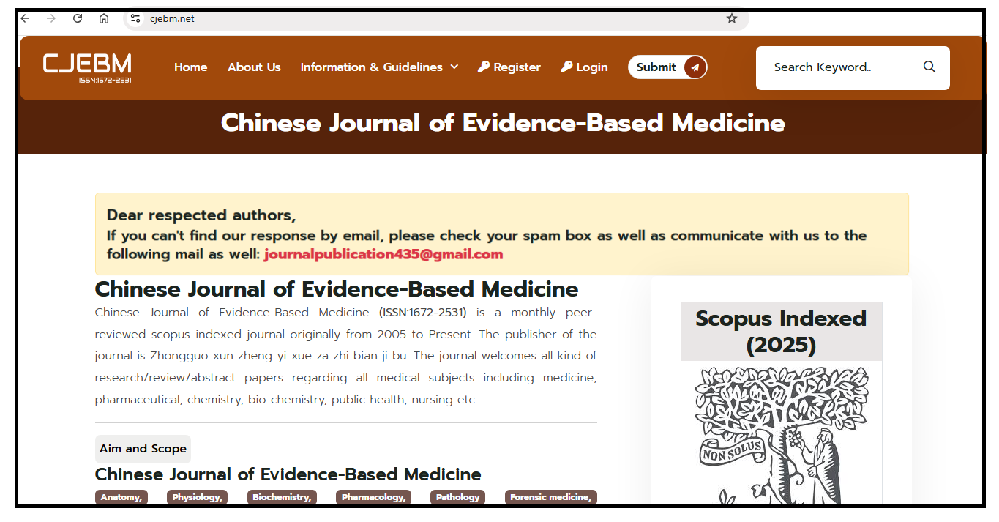 cjebm.net
CJEBM
ISSN:1672-2531
Home About Us Information & Guidelines Register Login Submit Search Keyword..
Chinese Journal of Evidence-Based Medicine
Dear respected authors,
If you can't find our response by email, please check your spam box as well as communicate with us to the
following mail as well: journalpublication435@gmail.com
Chinese Journal of Evidence-Based Medicine
Chinese Journal of Evidence-Based Medicine (ISSN:1672-2531) is a monthly peer-
reviewed scopus indexed journal originally from 2005 to Present. The publisher of the
journal is Zhongguo xun zheng yi xue za zhi bian ji bu. The journal welcomes all kind of
research/review/abstract papers regarding all medical subjects including medicine,
pharmaceutical, chemistry, bio-chemistry, public health, nursing etc.
Aim and Scope
Chinese Journal of Evidence-Based Medicine
Anatomy, Physiology, Biochemistry, Pharmacology, Pathology Forensic medicine,
Scopus Indexed
(2025)
NON SOLUS